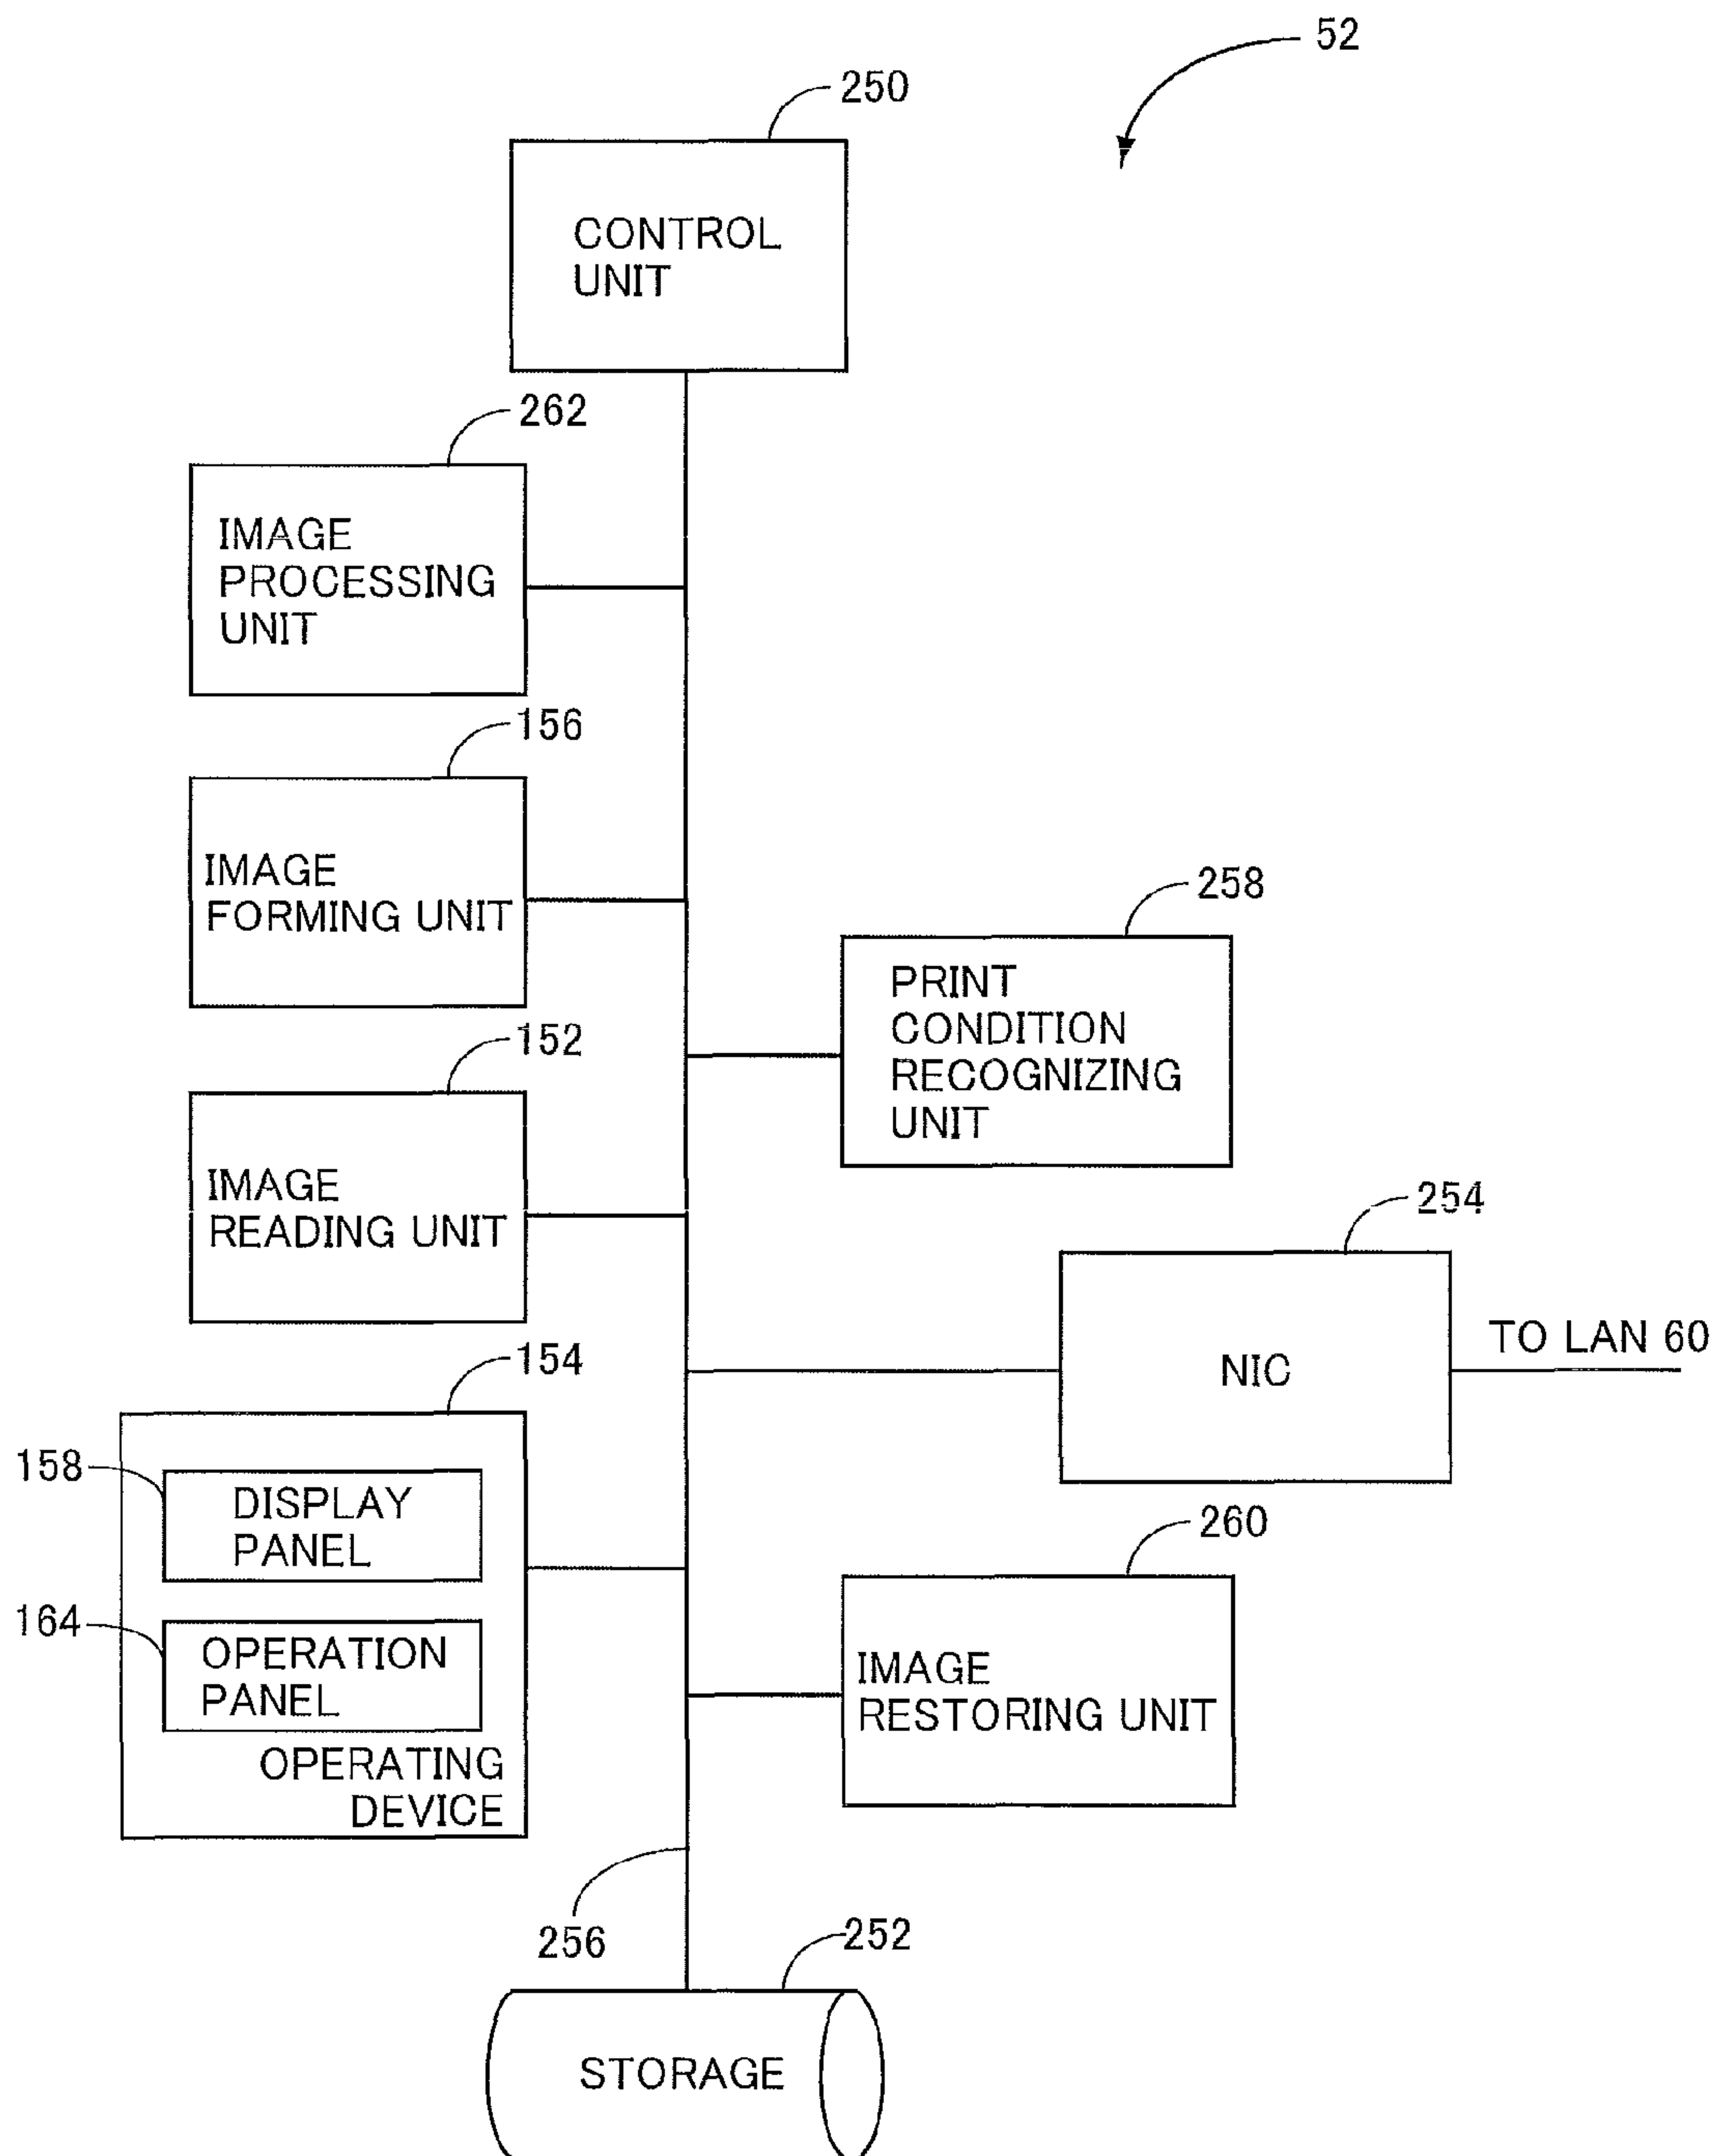 52
250
CONTROL
UNIT
262
IMAGE
PROCESSING
UNIT
156
IMAGE
FORMING UNIT
258
PRINT
CONDITION
RECOGNIZING
UNIT
152
IMAGE
READING UNIT
254
NIC
TO LAN 60
154
158
DISPLAY
PANEL
164
OPERATION
PANEL
OPERATING
DEVICE
260
IMAGE
RESTORING UNIT
256
252
STORAGE